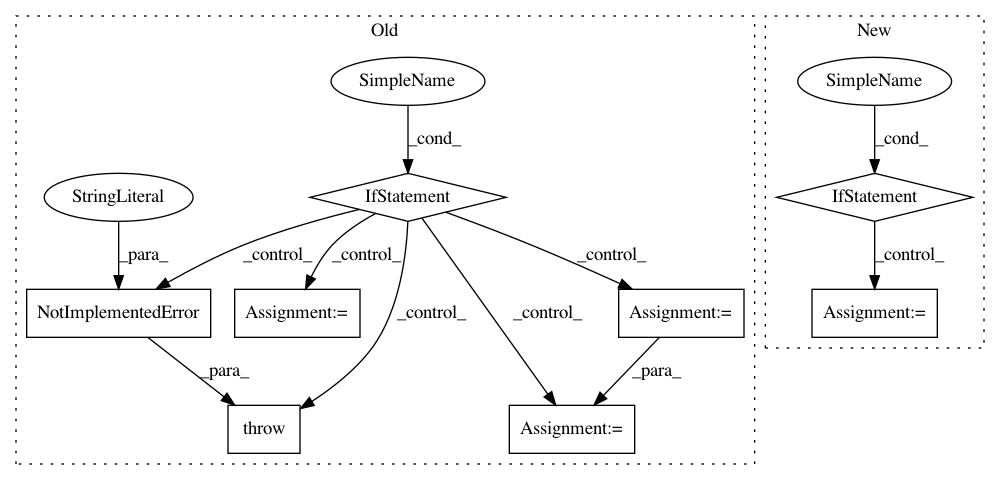 Old
New
SimpleName
SimpleName
_cond_
_cond_
StringLiteral
IfStatement
IfStatement
_para_
_control_
_control_
_control_
_control_
NotImplementedError
Assignment:=
Assignment:=
Assignment:=
_control_
_control_
_para_
_para_
throw
Assignment:=